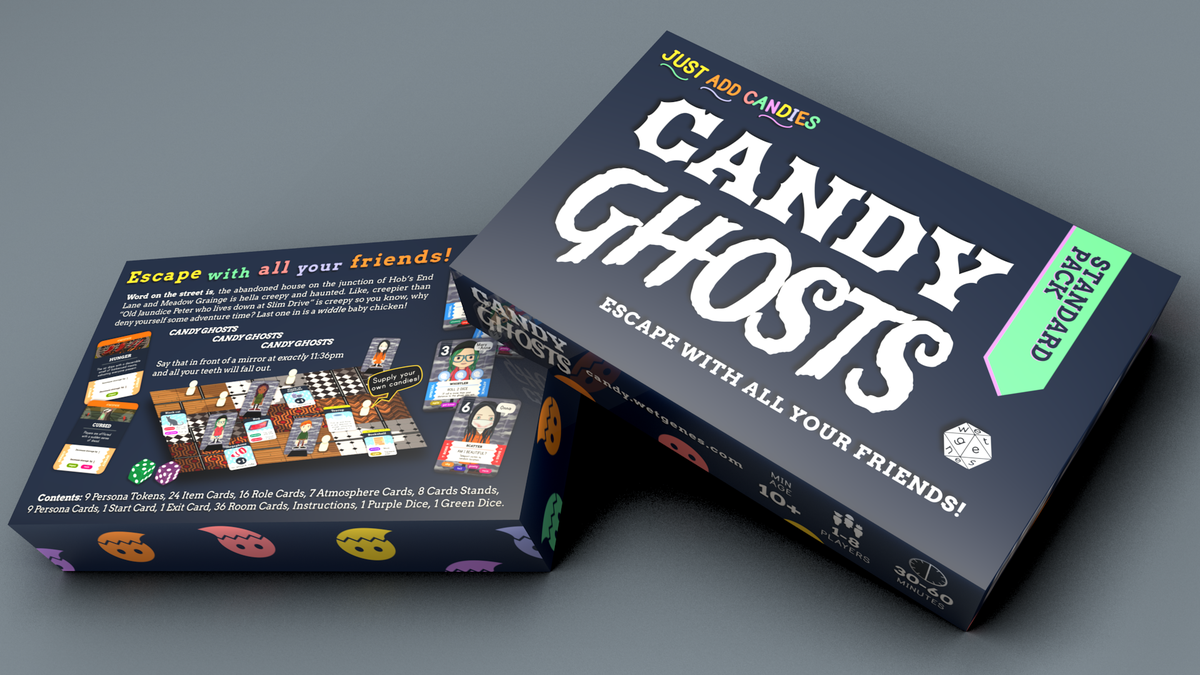 JUST ADD CANDIES
CANDY
GHOSTS
ESCAPE WITH ALL YOUR FRIENDS!
STANDARD
PACK
wet
genes
CANDY
GHOSTS
candy.wetgenes.com
MIN
AGE
10+
1-8
PLAYERS
30-60
MINUTES
Escape with all your friends!
Word on the street is, the abandoned house on the junction of Hob's End
Lane and Meadow Grainge is hella creepy and haunted. Like, creepier than
"Old Jaundice Peter who lives down at Slim Drive" is creepy so you know, why
deny yourself some adventure time? Last one in is a widdle baby chicken!
CANDY GHOSTS
CANDY GHOSTS
CANDY GHOSTS
Say that in front of a mirror at exactly 11:36pm
and all your teeth will fall out.
Supply your
own candies!
HUNGER
CURSED
3
WHISTLER
6
BLOTTER
Contents: 9 Persona Tokens, 24 Item Cards, 16 Role Cards, 7 Atmosphere Cards, 8 Cards Stands,
9 Persona Cards, 1 Start Card, 1 Exit Card, 36 Room Cards, Instructions, 1 Purple Dice, 1 Green Dice.